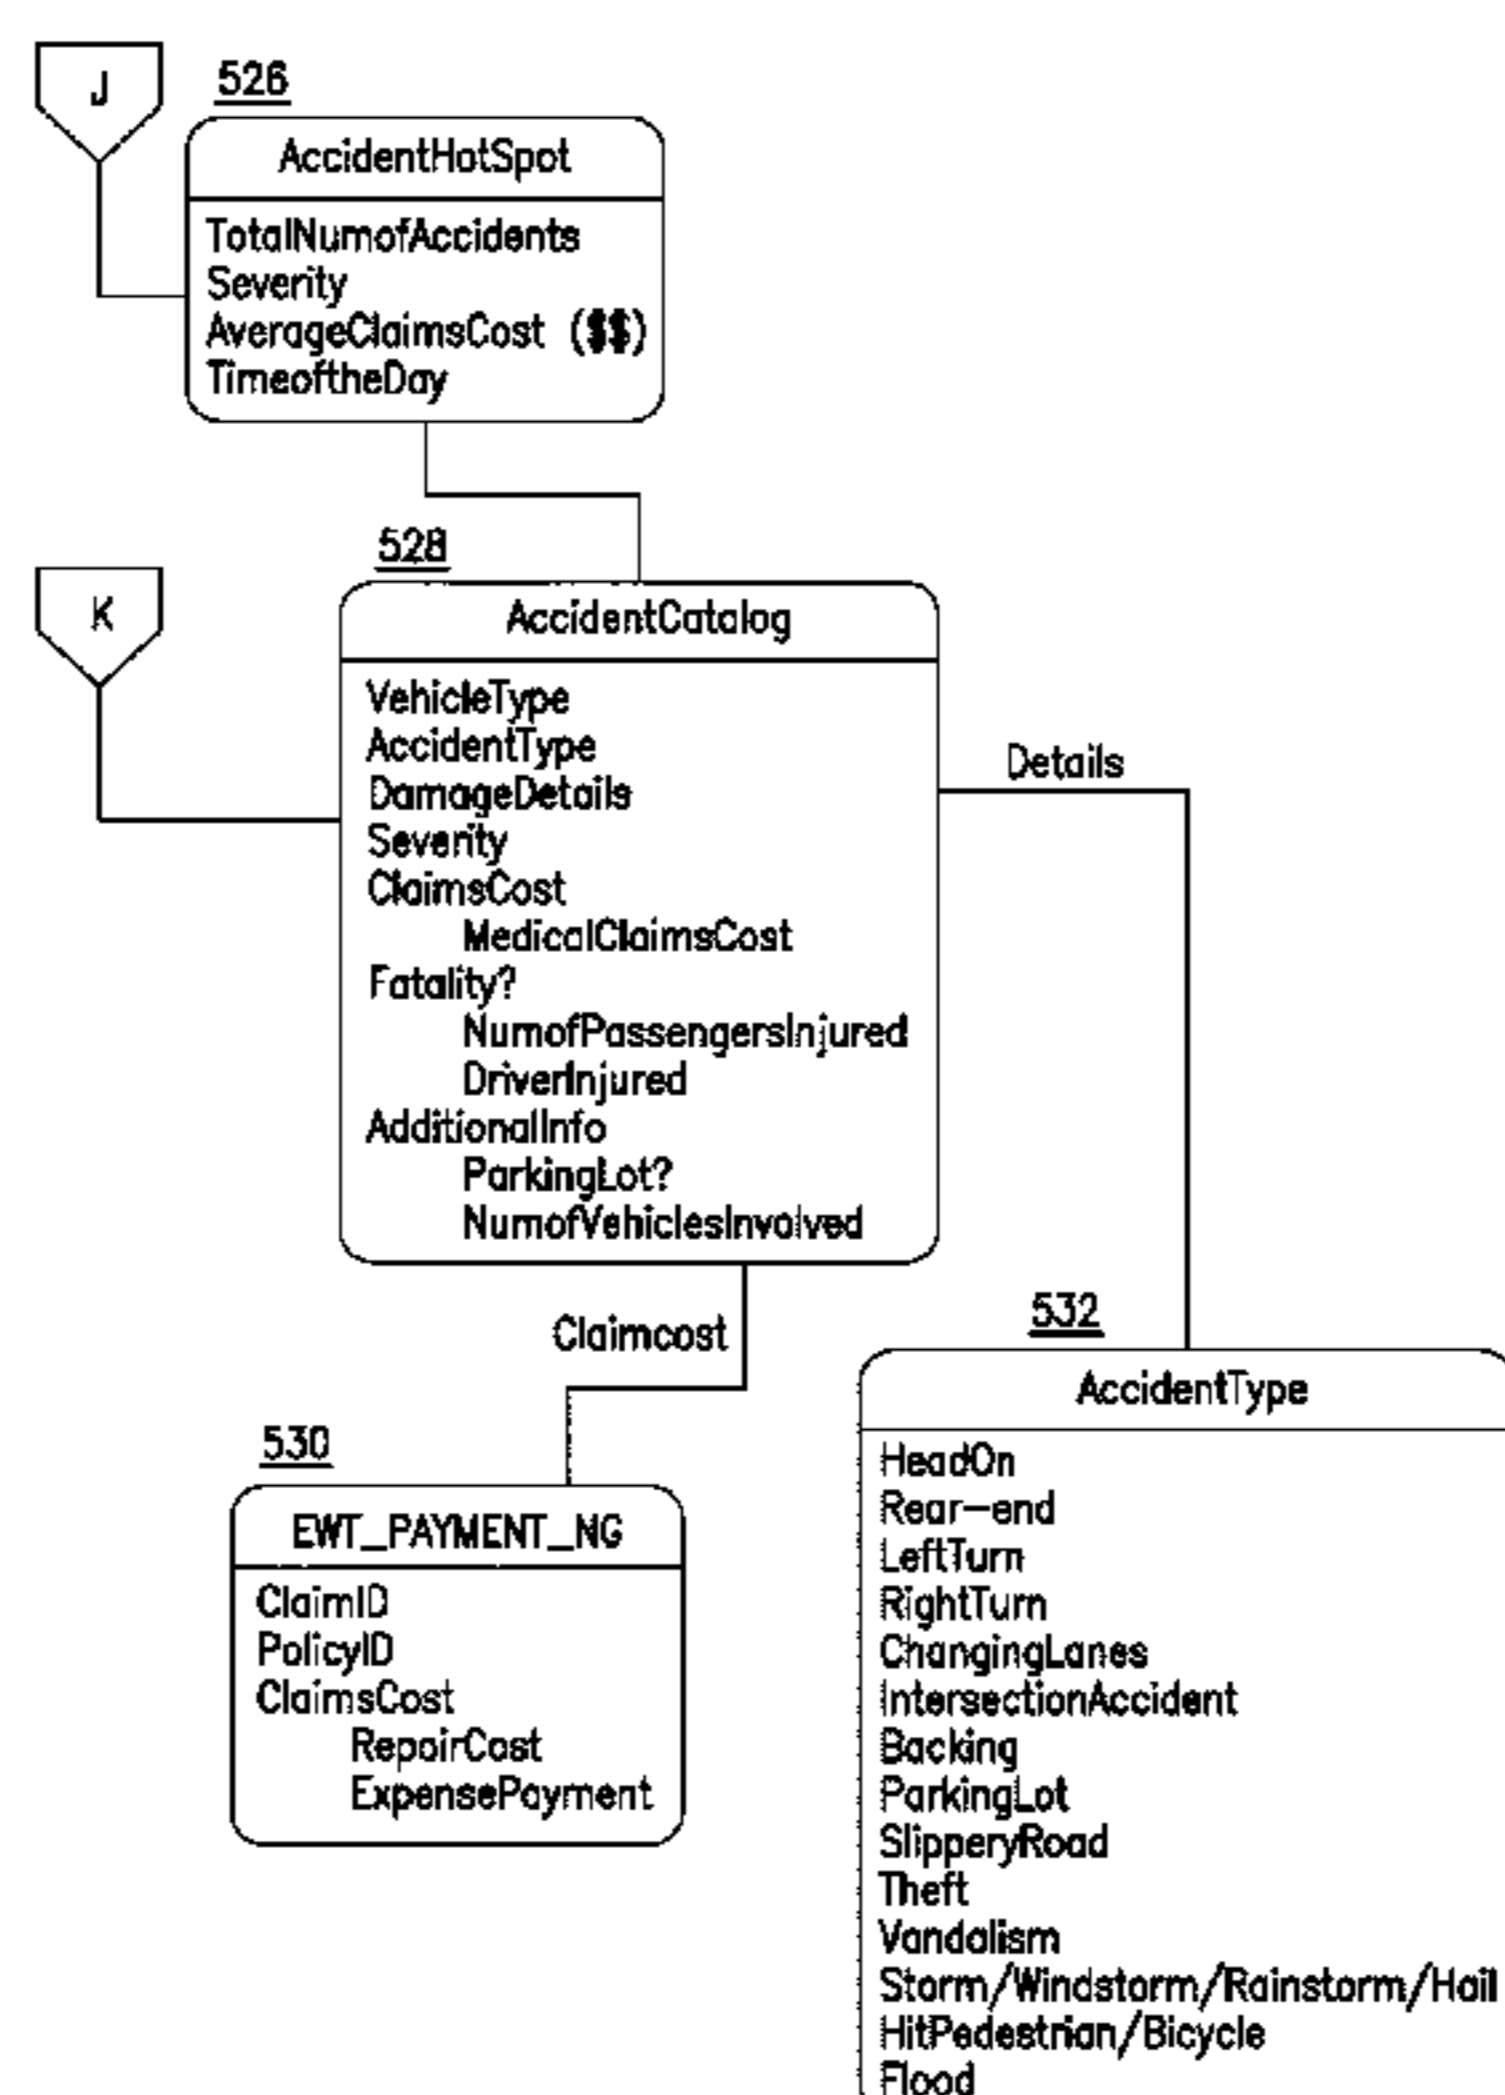 J
526
AccidentHotSpot
TotalNumofAccidents
Severity
AverageClaimsCost ($$)
TimeoftheDay
528
K
AccidentCatalog
VehicleType
AccidentType
DamageDetails
Severity
ClaimsCost
MedicalClaimsCost
Fatality?
NumofPassengersInjured
DriverInjured
AdditionalInfo
ParkingLot?
NumofVehiclesInvolved
Details
Claimcost
530
EWT_PAYMENT_NG
ClaimID
PolicyID
ClaimsCost
RepairCost
ExpensePayment
532
AccidentType
HeadOn
Rear-end
LeftTurn
RightTurn
ChangingLanes
IntersectionAccident
Backing
ParkingLot
SlipperyRoad
Theft
Vandalism
Storm/Windstorm/Rainstorm/Hail
HitPedestrian/Bicycle
Flood